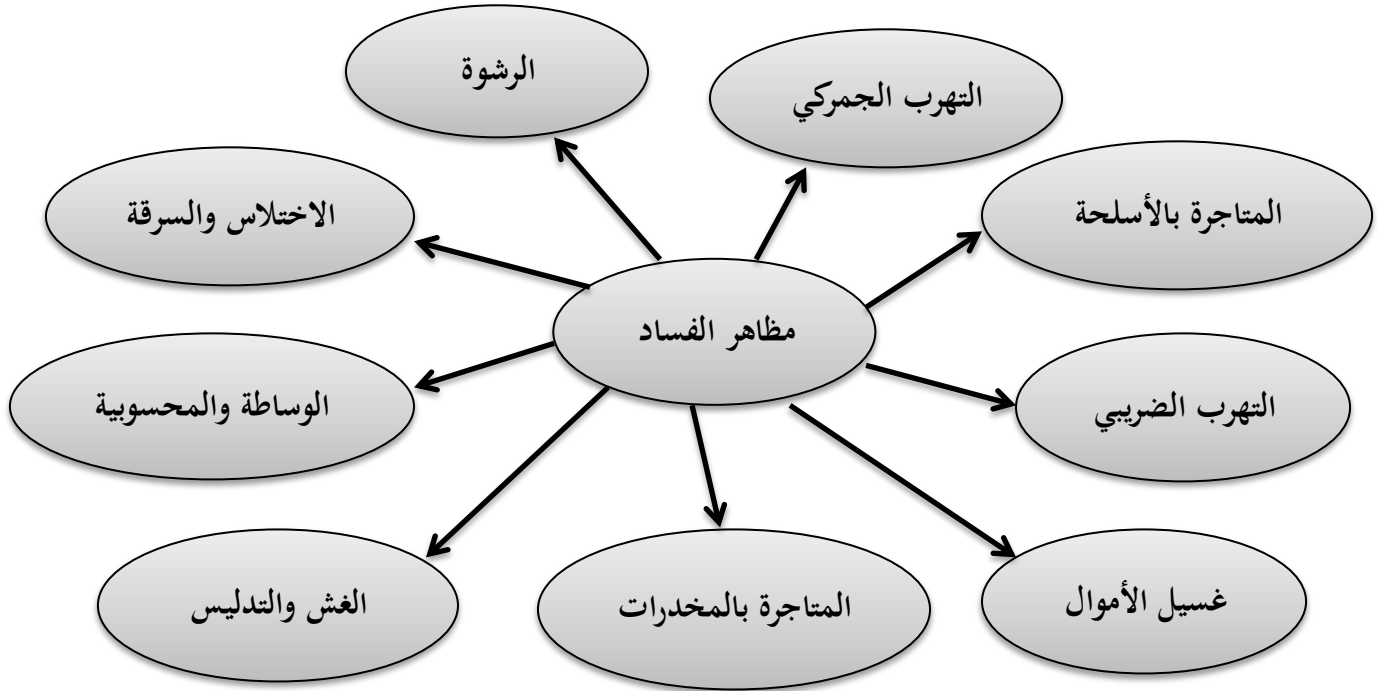 الرشوة
التهرب الجمركي
المتاجرة بالأسلحة
الاختلاس والسرقة
مظاهر الفساد
التهرب الضريبي
الوساطة والمحسوبية
غسيل الأموال
المتاجرة بالمخدرات
الغش والتدليس